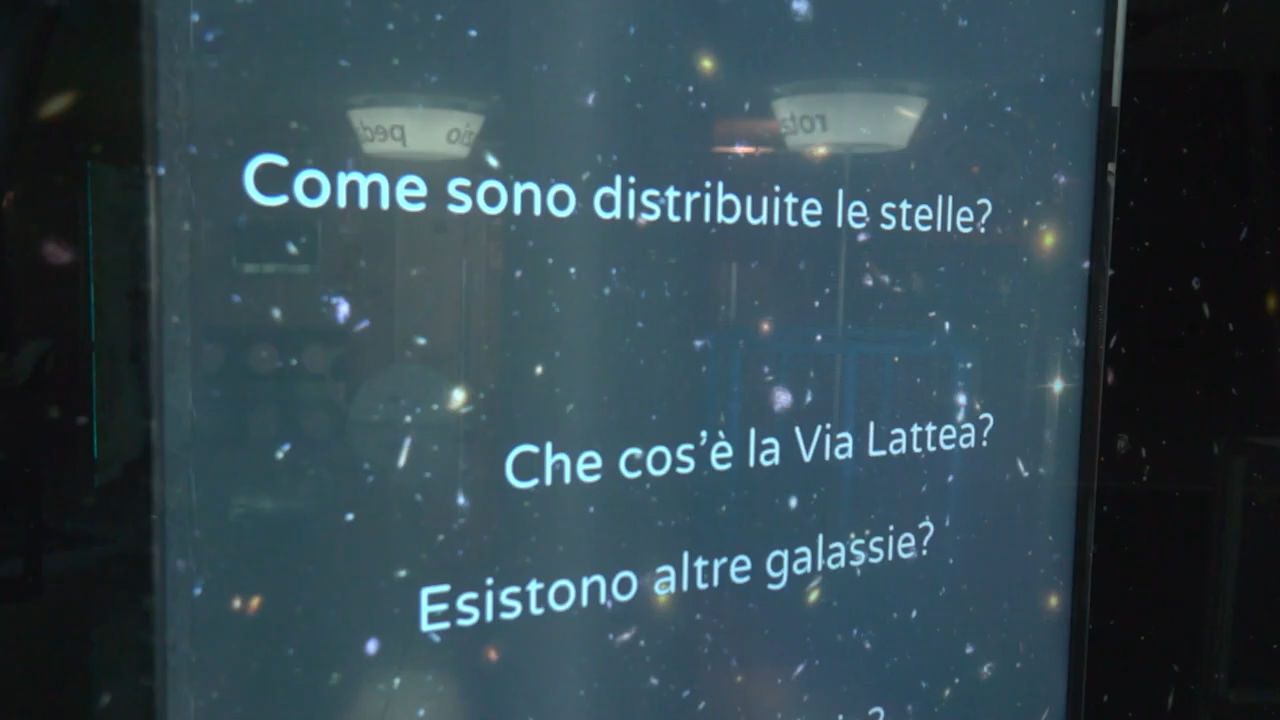 Come sono distribuite le stelle?
Che cos'è la Via Lattea?
Esistono altre galassie?